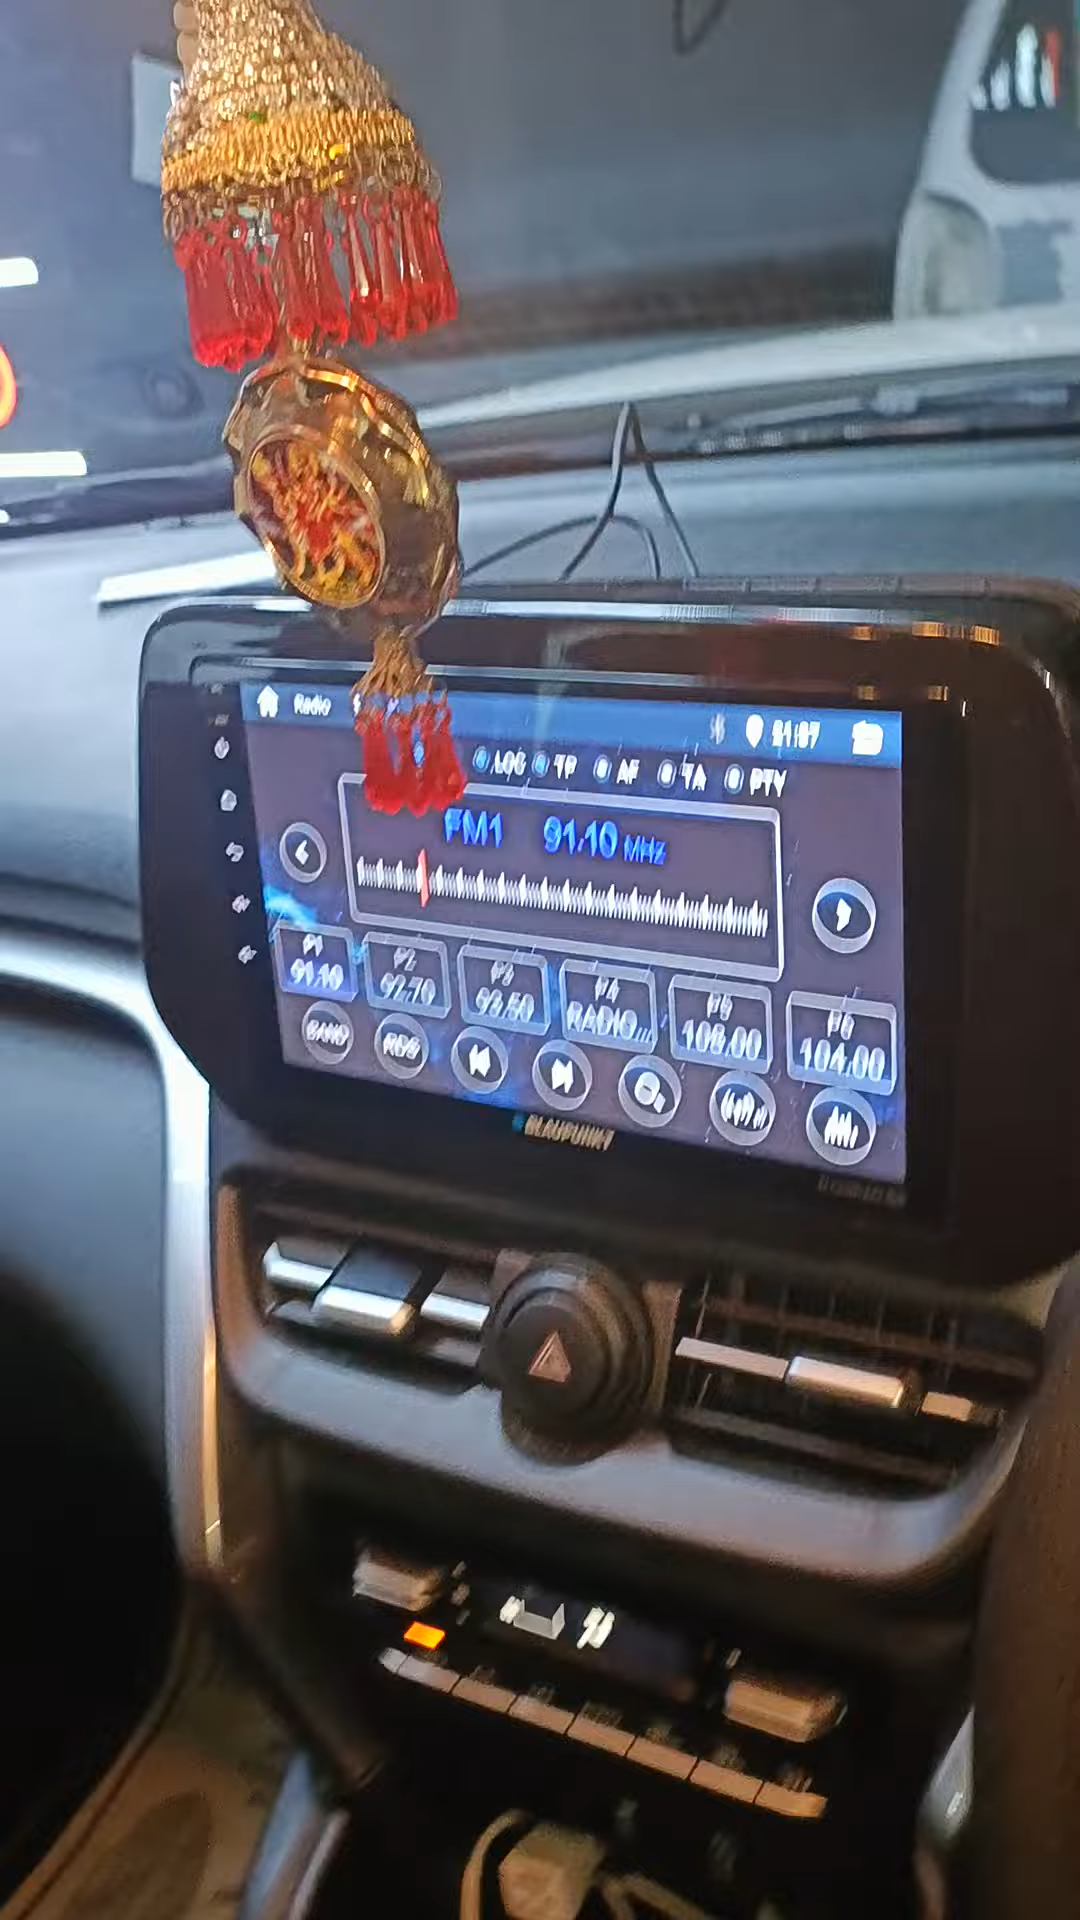 Radio
LOC TP AF TA PTY
FM1 91.10 MHZ
P1 P2 P3 P4 P5 P6
91.10 92.70 93.50 RADIO... 108.00 104.00
BAND RDS
BLAUPUNKT